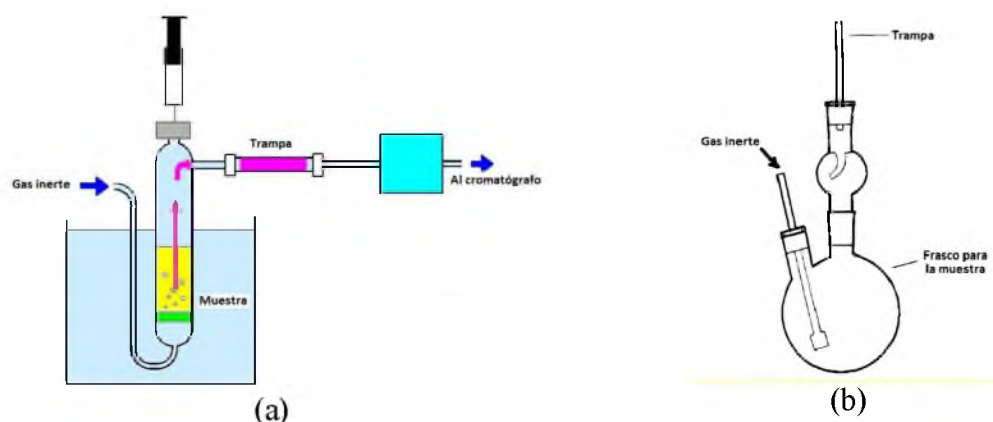 Trampa
Gas inerte
Al cromatógrafo
Muestra
(a)
Trampa
Gas inerte
Frasco para
la muestra
(b)